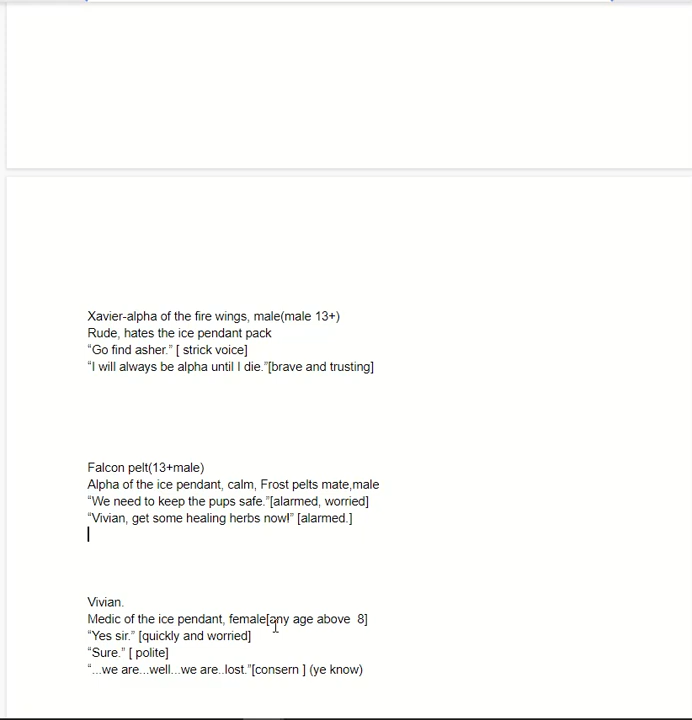 Xavier-alpha of the fire wings, male(male 13+)
Rude, hates the ice pendant pack
“Go find asher.” [ strick voice]
“I will always be alpha until I die.”[brave and trusting]
Falcon pelt(13+male)
Alpha of the ice pendant, calm, Frost pelts mate,male
“We need to keep the pups safe.”[alarmed, worried]
“Vivian, get some healing herbs now!” [alarmed.]
Vivian.
Medic of the ice pendant, female[any age above  8]
“Yes sir.” [quickly and worried]
“Sure.” [ polite]
“...we are...well...we are..lost.”[consern ] (ye know)